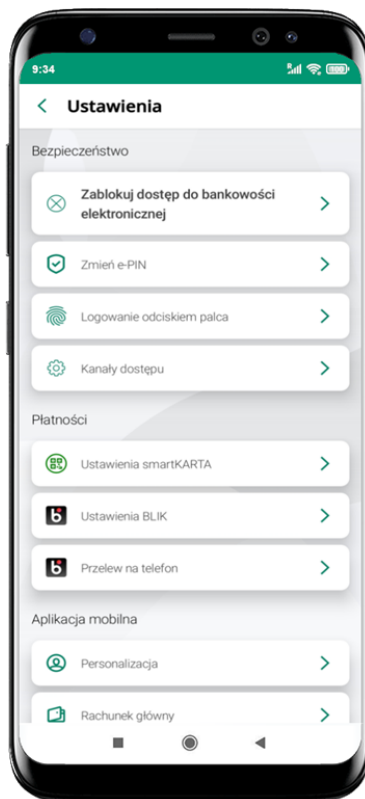 9:34
Ustawienia
Bezpieczeństwo
Zablokuj dostęp do bankowości
elektronicznej
Zmień e-PIN
Logowanie odciskiem palca
Kanały dostępu
Płatności
Ustawienia smartKARTA
Ustawienia BLIK
Przelew na telefon
Aplikacja mobilna
Personalizacja
Rachunek główny